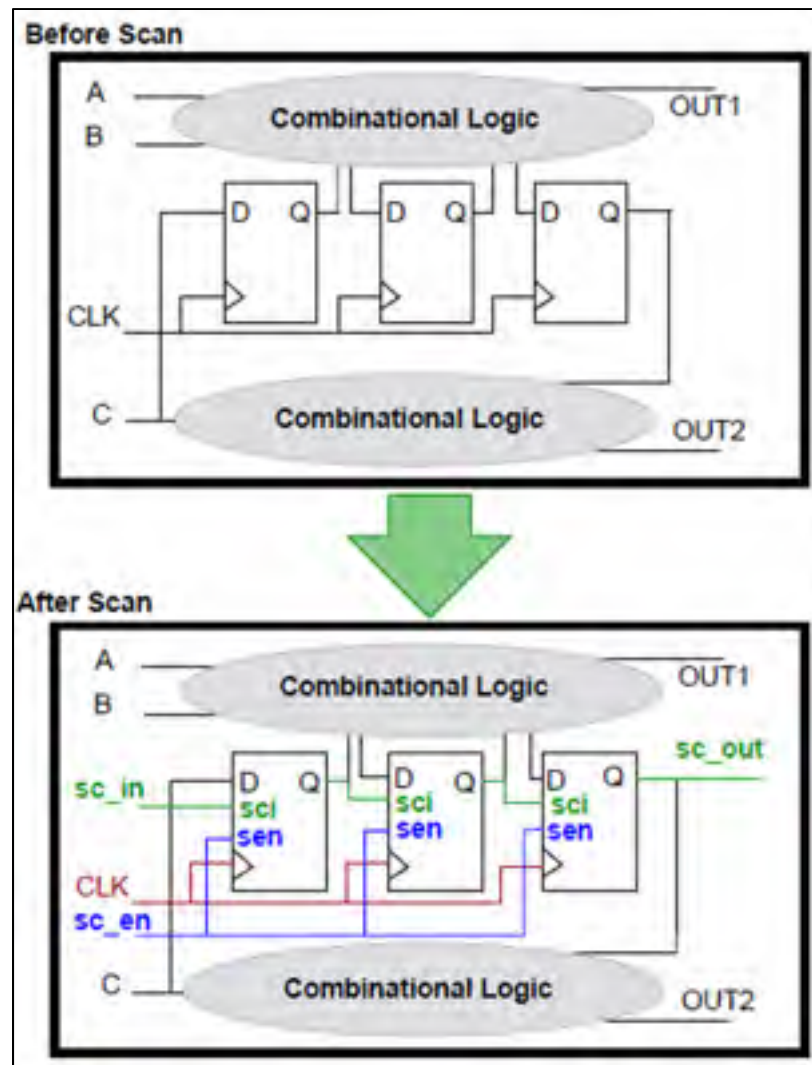 Before Scan
A
Combinational Logic
OUT1
B
D Q D Q D Q
CLK
C
Combinational Logic
OUT2
After Scan
A
Combinational Logic
OUT1
B
sc_out
D Q D Q D Q
sc_in
sci sci sci
sen sen sen
CLK
sc_en
C
Combinational Logic
OUT2